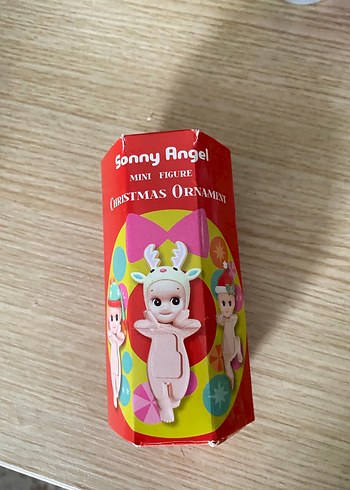 Sonny Angel
MINI FIGURE
CHRISTMAS ORNAMENT